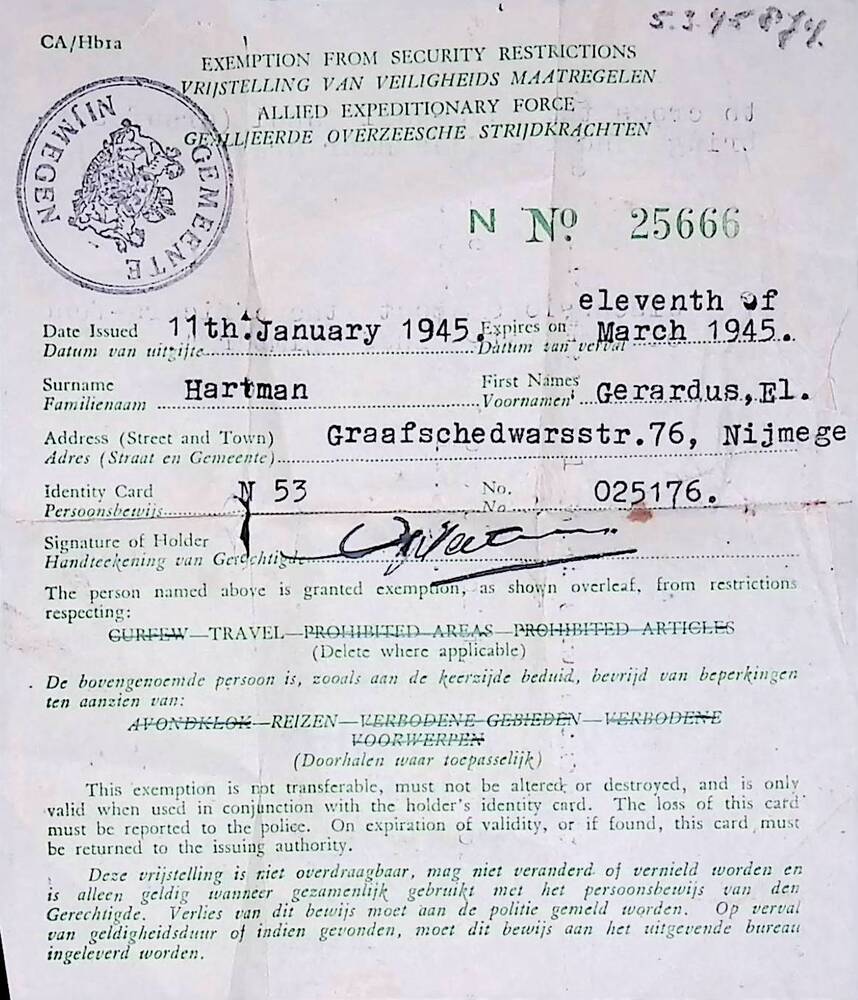 CA/Hb1a
5.3.45
EXEMPTION FROM SECURITY RESTRICTIONS
VRIJSTELLING VAN VEILIGHEIDS MAATREGELEN
ALLIED EXPEDITIONARY FORCE
GEALLIEERDE OVERZEESCHE STRIJDKRACHTEN
GEMEENTE NIJMEGEN
N Nº 25666
eleventh of
Date Issued 11th.January 1945. Expires on March 1945.
Datum van uitgifte Datum van verval
Surname Hartman First Names Gerardus,El.
Familienaam Voornamen
Address (Street and Town) Graafschedwarsstr.76, Nijmege
Adres (Straat en Gemeente)
Identity Card N 53 No. 025176.
Persoonsbewijs No
Signature of Holder
Handteekening van Gerechtigde
The person named above is granted exemption, as shown overleaf, from restrictions
respecting:
CURFEW—TRAVEL—PROHIBITED AREAS—PROHIBITED ARTICLES
(Delete where applicable)
De bovengenoemde persoon is, zooals aan de keerzijde beduid, bevrijd van beperkingen
ten aanzien van:
AVONDKLOK—REIZEN—VERBODENE GEBIEDEN—VERBODENE
VOORWERPEN
(Doorhalen waar toepasselijk)
This exemption is not transferable, must not be altered or destroyed, and is only
valid when used in conjunction with the holder's identity card. The loss of this card
must be reported to the police. On expiration of validity, or if found, this card must
be returned to the issuing authority.
Deze vrijstelling is niet overdraagbaar, mag niet veranderd of vernield worden en
is alleen geldig wanneer gezamenlijk gebruikt met het persoonsbewijs van den
Gerechtigde. Verlies van dit bewijs moet aan de politie gemeld worden. Op verval
van geldigheidsduur of indien gevonden, moet dit bewijs aan het uitgevende bureau
ingeleverd worden.